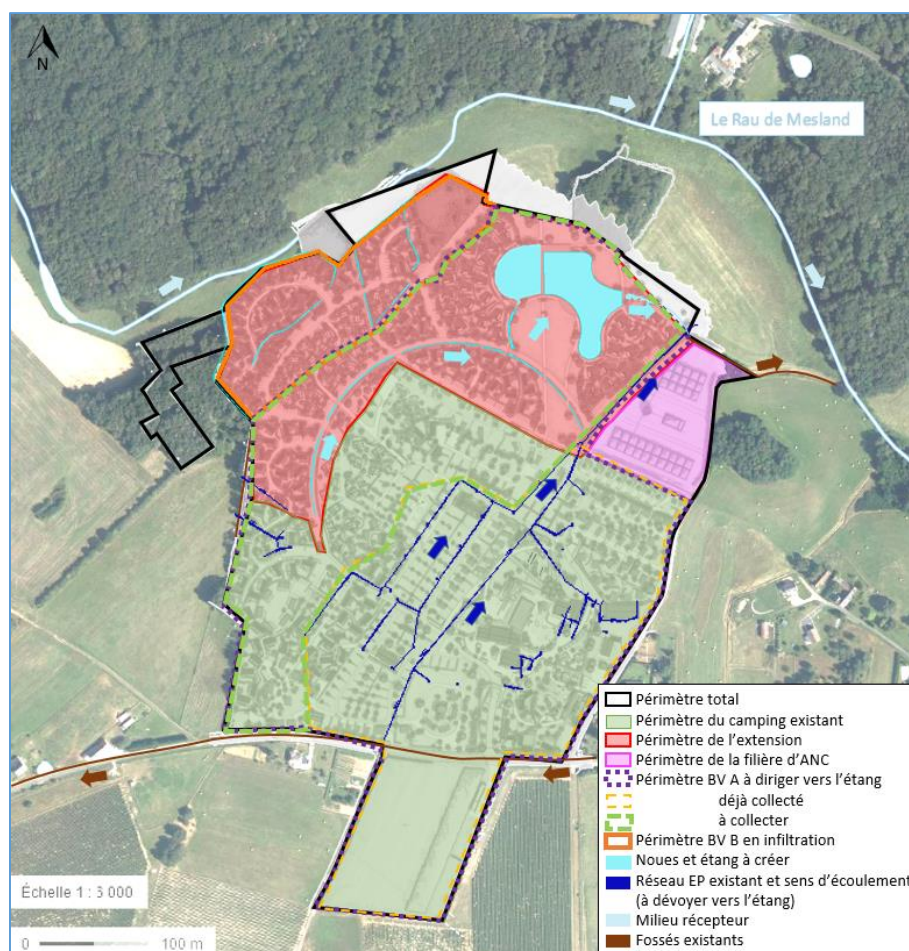 N
Le Rau de Mesland
Périmètre total
Périmètre du camping existant
Périmètre de l'extension
Périmètre de la filière d'ANC
Périmètre BV A à diriger vers l'étang
déjà collecté
à collecter
Périmètre BV B en infiltration
Noues et étang à créer
Réseau EP existant et sens d'écoulement
(à dévoyer vers l'étang)
Milieu récepteur
Fossés existants
Échelle 1 : 3 000
0 100 m